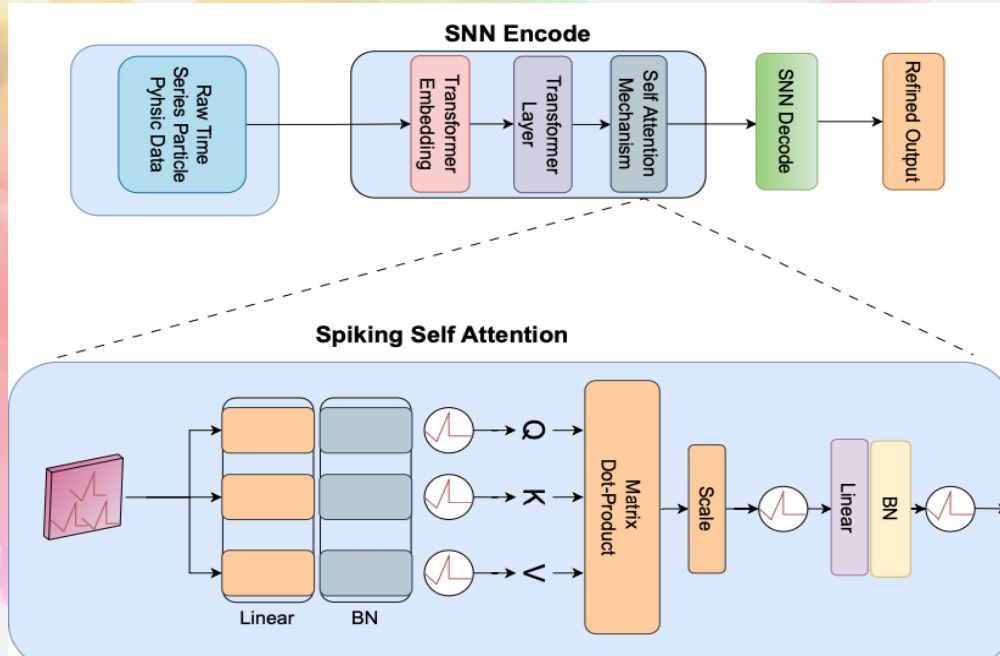 SNN Encode
Raw Time
Series Particle
Pyhsic Data
Transformer
Embedding
Transformer
Layer
Self Attention
Mechanism
SNN Decode
Refined Output
Spiking Self Attention
Q
K
V
Linear
BN
Matrix
Dot-Product
Scale
Linear
BN